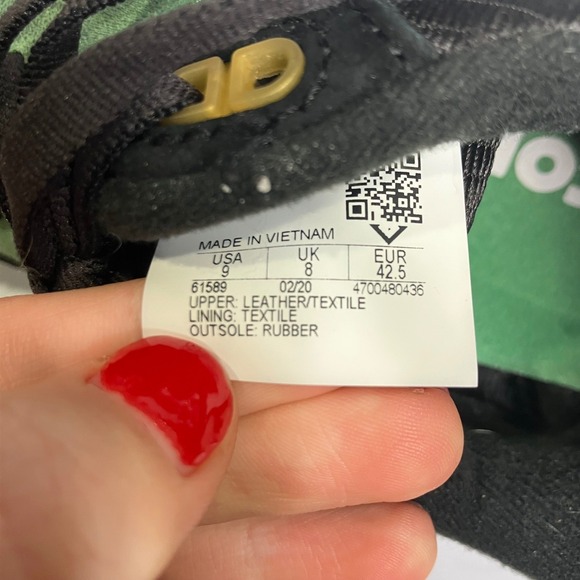 MADE IN VIETNAM
USA UK EUR
9 8 42.5
61589 02/20 4700480436
UPPER: LEATHER/TEXTILE
LINING: TEXTILE
OUTSOLE: RUBBER